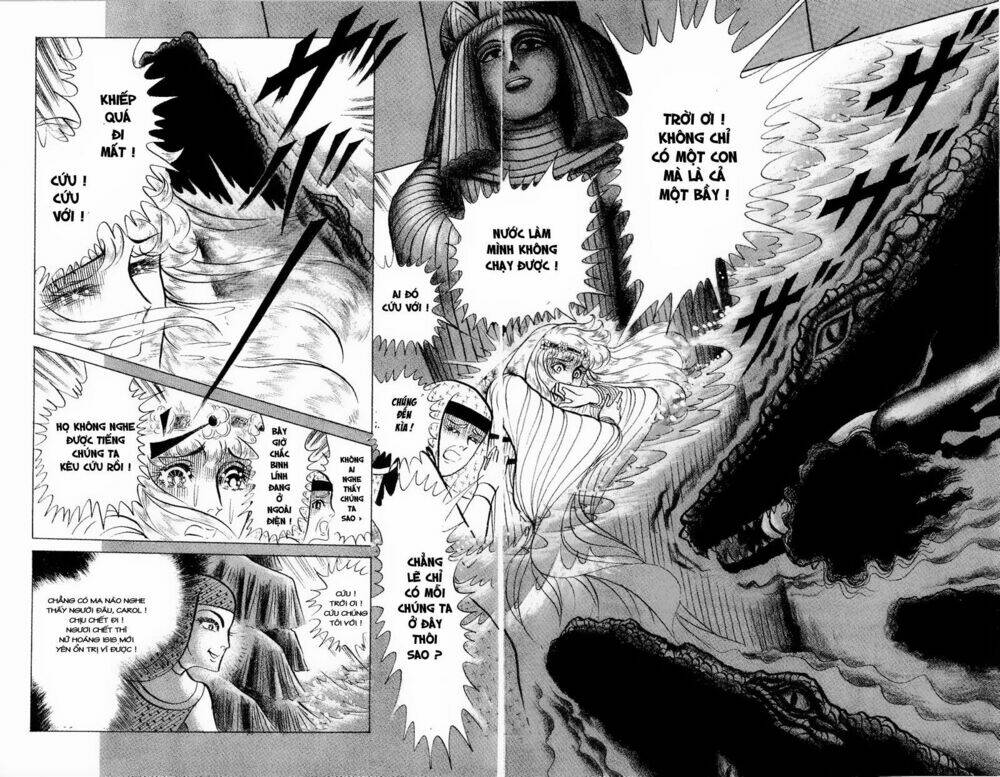 TRỜI ƠI !
KHÔNG CHỈ
CÓ MỘT CON
MÀ LÀ CẢ
MỘT BẦY !
ザザザザ
NƯỚC LÀM
MÌNH KHÔNG
CHẠY ĐƯỢC !
AI ĐÓ
CỨU VỚI !
CHÚNG
ĐẾN
KÌA !
CHẲNG
LẼ CHỈ
CÓ MỖI
CHÚNG TA
Ở ĐÂY
THÔI
SAO ?
KHIẾP
QUÁ
ĐI
MẤT !
CỨU !
CỨU
VỚI !
KHÔNG
AI
NGHE
THẤY
CHÚNG
TA
SAO ?
BÂY
GIỜ
CHẮC
BINH
LÍNH
ĐANG
Ở
NGOÀI
ĐIỆN !
HỌ KHÔNG NGHE
ĐƯỢC TIẾNG
CHÚNG TA
KÊU CỨU RỒI !
CỨU !
TRỜI ƠI !
CỨU CHÚNG
TÔI VỚI !
CHẲNG CÓ MA NÁO NGHE
THẤY NGƯƠI ĐÂU, CAROL !
CHỊU CHẾT ĐI !
NGƯƠI CHẾT THÌ
NỮ HOÀNG ISIS MỚI
YÊN ỔN TRỊ VÌ ĐƯỢC !